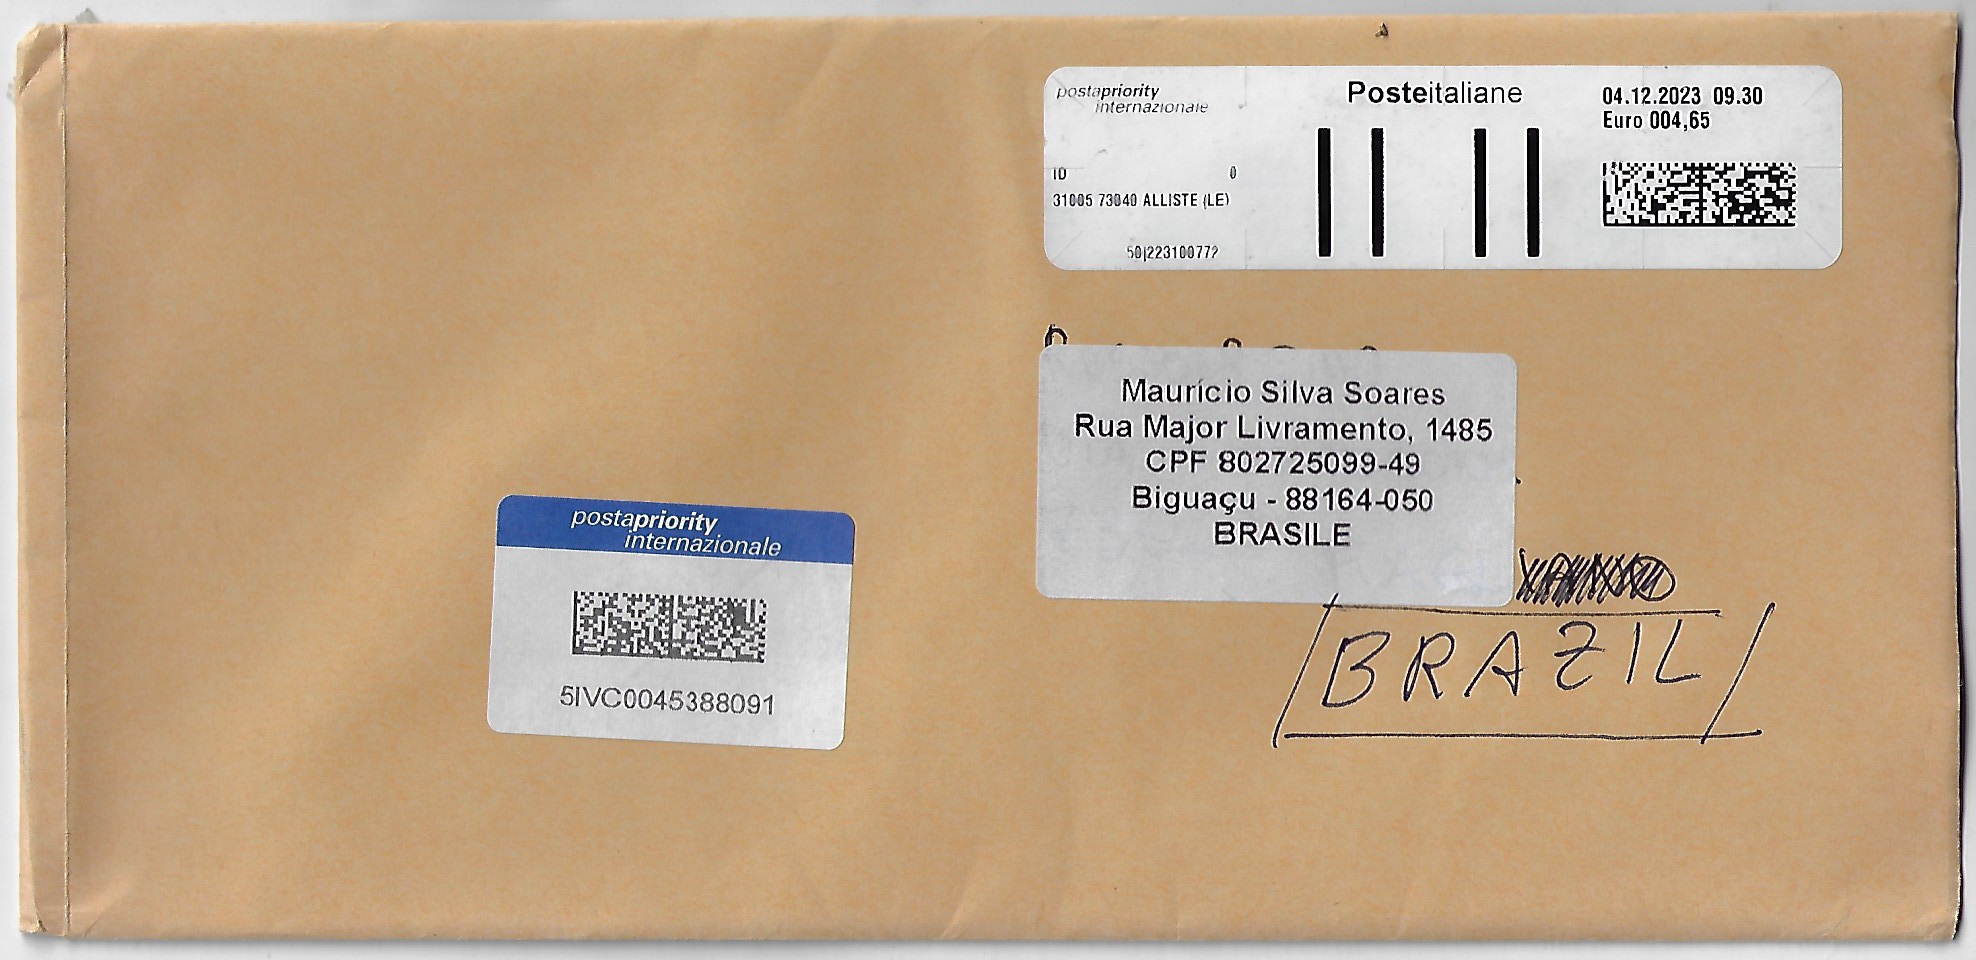 postapriority
internazionale
Posteitaliane
04.12.2023 09.30
Euro 004,65
ID 0
31005 73040 ALLISTE (LE)
50|223100772
Maurício Silva Soares
Rua Major Livramento, 1485
CPF 802725099-49
Biguaçu - 88164-050
BRASILE
BRAZIL
postapriority
internazionale
5IVC0045388091